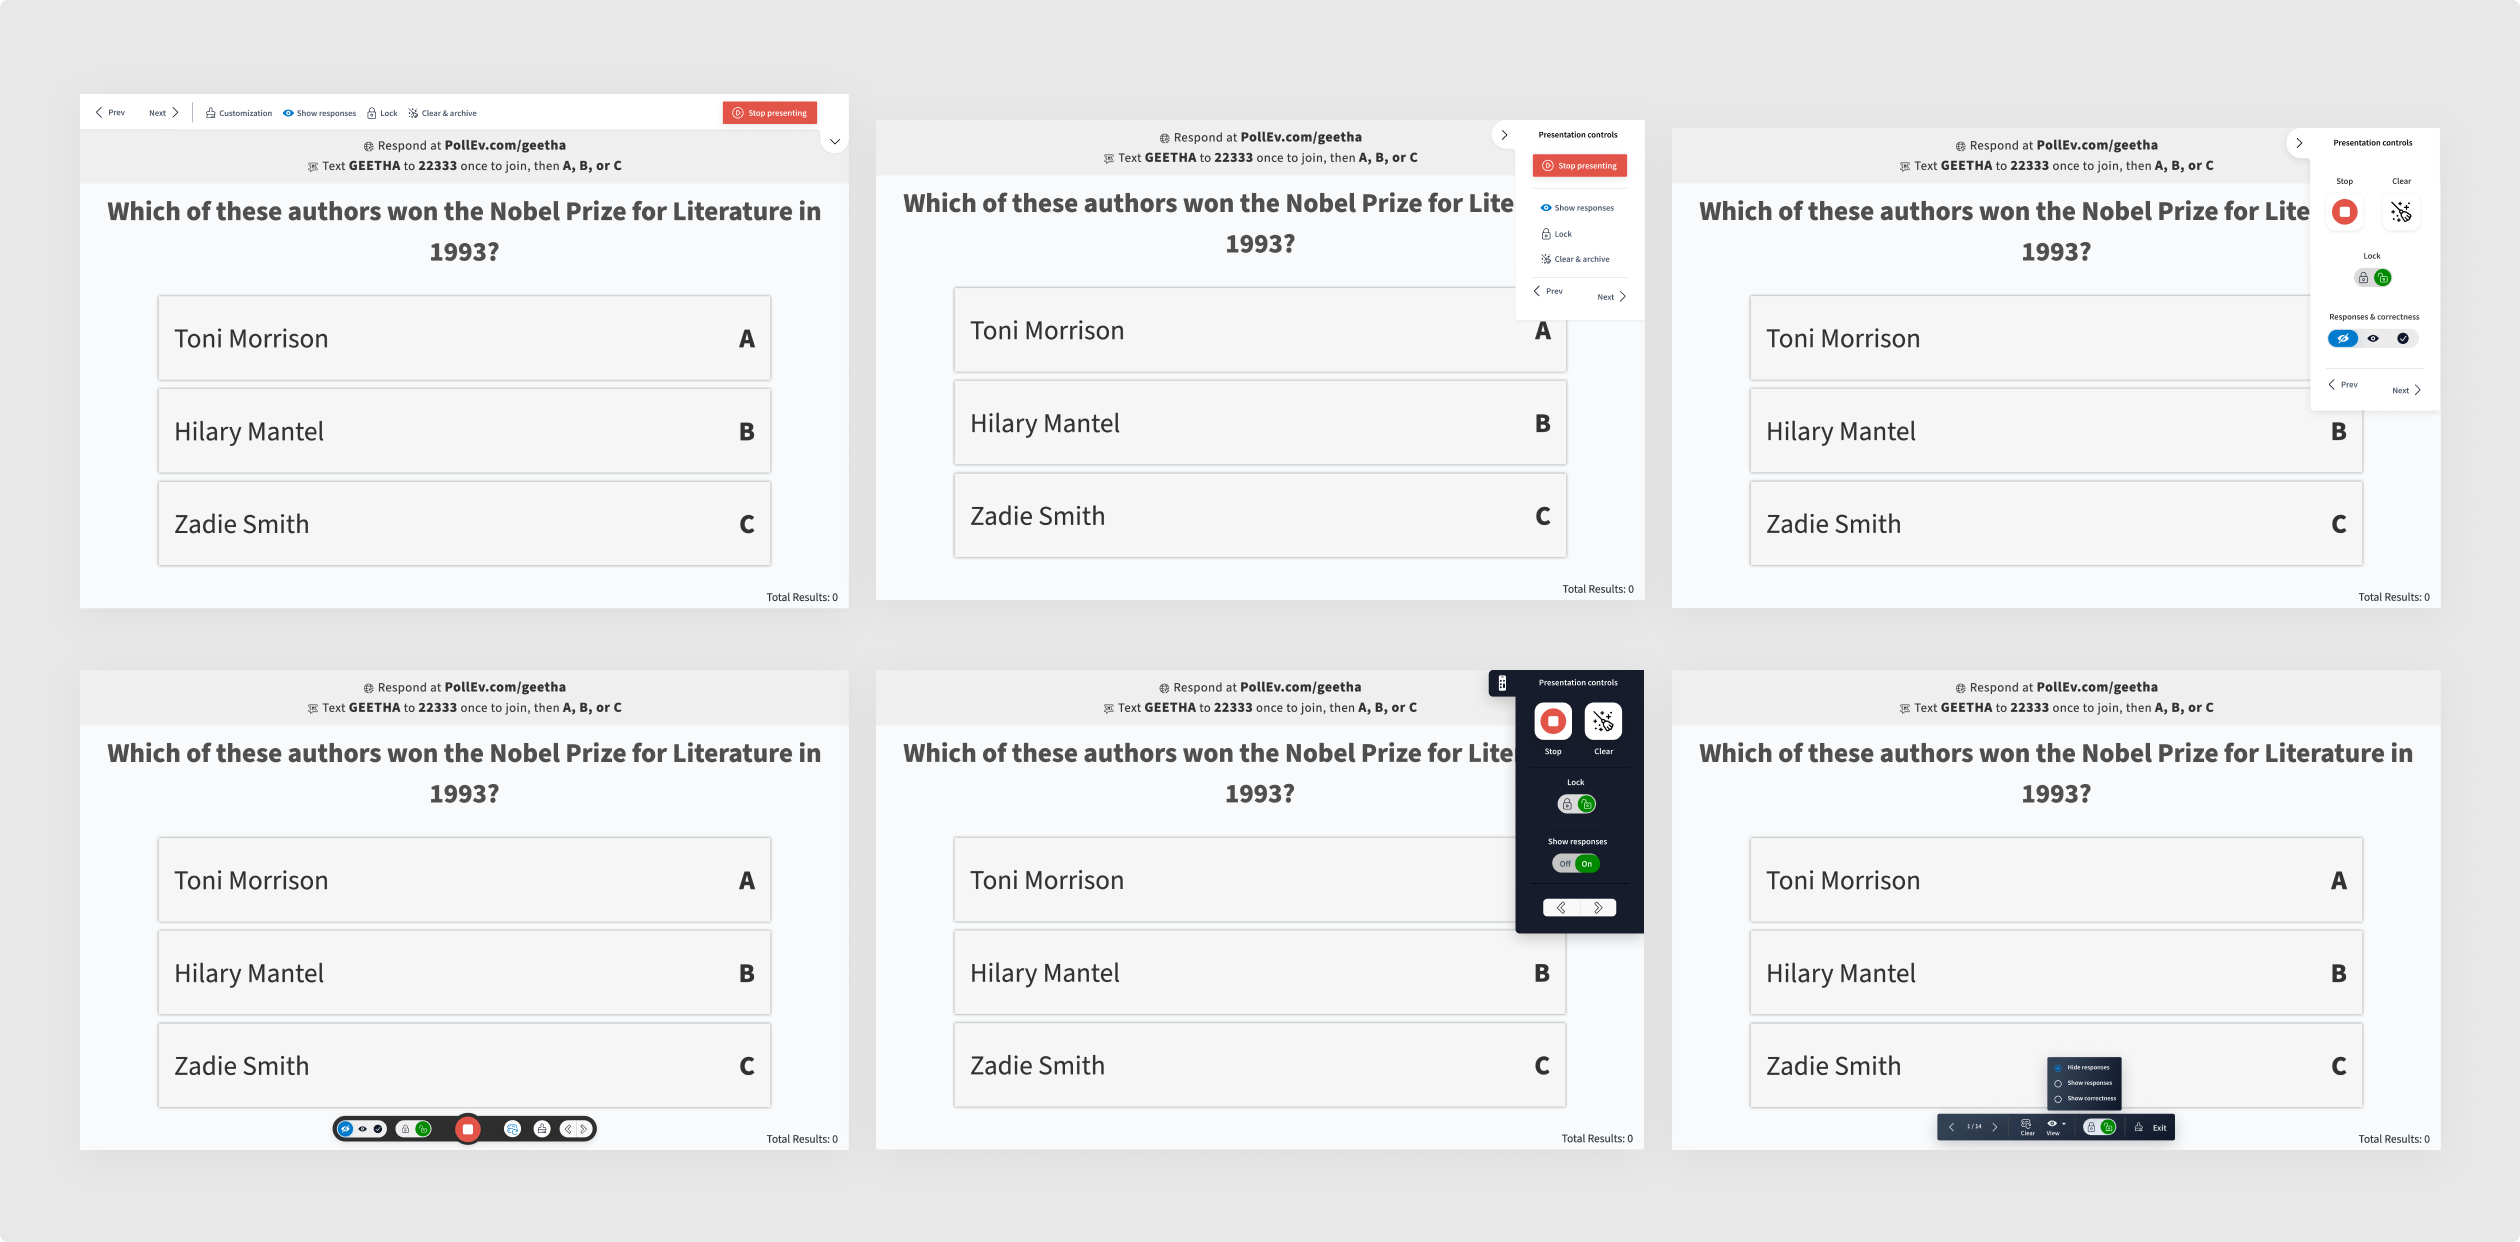 Prev Next Customization Show responses Lock Clear & archive Stop presenting
Respond at PollEv.com/geetha
Text GEETHA to 22333 once to join, then A, B, or C
Which of these authors won the Nobel Prize for Literature in
1993?
Toni Morrison A
Hilary Mantel B
Zadie Smith C
Total Results: 0
Respond at PollEv.com/geetha
Text GEETHA to 22333 once to join, then A, B, or C
Which of these authors won the Nobel Prize for Lite
1993?
Toni Morrison A
Hilary Mantel B
Zadie Smith C
Total Results: 0
Presentation controls
Stop presenting
Show responses
Lock
Clear & archive
Prev Next
Respond at PollEv.com/geetha
Text GEETHA to 22333 once to join, then A, B, or C
Which of these authors won the Nobel Prize for Lite
1993?
Toni Morrison
Hilary Mantel B
Zadie Smith C
Total Results: 0
Presentation controls
Stop Clear
Lock
Responses & correctness
Prev Next
Respond at PollEv.com/geetha
Text GEETHA to 22333 once to join, then A, B, or C
Which of these authors won the Nobel Prize for Literature in
1993?
Toni Morrison A
Hilary Mantel B
Zadie Smith C
Total Results: 0
Respond at PollEv.com/geetha
Text GEETHA to 22333 once to join, then A, B, or C
Which of these authors won the Nobel Prize for Lite
1993?
Toni Morrison
Hilary Mantel B
Zadie Smith C
Total Results: 0
Presentation controls
Stop Clear
Lock
Show responses
Off On
Respond at PollEv.com/geetha
Text GEETHA to 22333 once to join, then A, B, or C
Which of these authors won the Nobel Prize for Literature in
1993?
Toni Morrison A
Hilary Mantel B
Zadie Smith C
Hide responses
Show responses
Show correctness
1 / 14 Clear View Exit
Total Results: 0